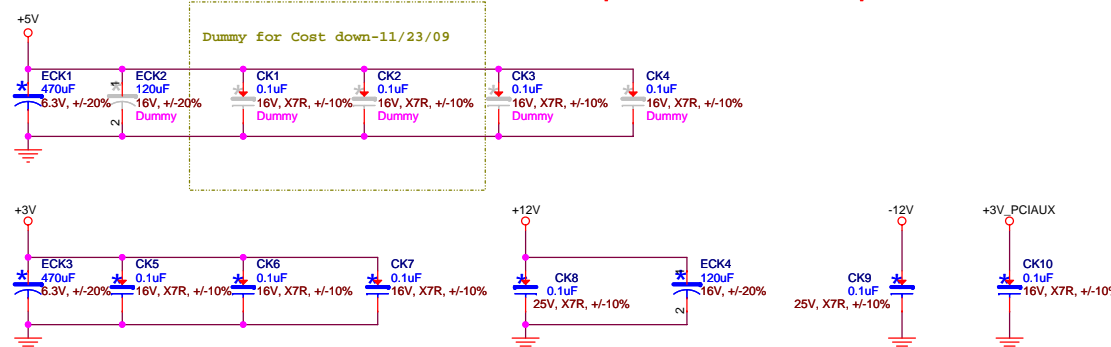 +5V
Dummy for Cost down-11/23/09
ECK1
470uF
6.3V, +/-20%
ECK2
120uF
16V, +/-20%
Dummy
2
CK1
0.1uF
16V, X7R, +/-10%
Dummy
CK2
0.1uF
16V, X7R, +/-10%
Dummy
CK3
0.1uF
16V, X7R, +/-10%
Dummy
CK4
0.1uF
16V, X7R, +/-10%
Dummy
+3V
ECK3
470uF
6.3V, +/-20%
CK5
0.1uF
16V, X7R, +/-10%
CK6
0.1uF
16V, X7R, +/-10%
CK7
0.1uF
16V, X7R, +/-10%
+12V
CK8
0.1uF
25V, X7R, +/-10%
ECK4
120uF
16V, +/-20%
2
-12V
CK9
0.1uF
25V, X7R, +/-10%
+3V_PCIAUX
CK10
0.1uF
16V, X7R, +/-10%